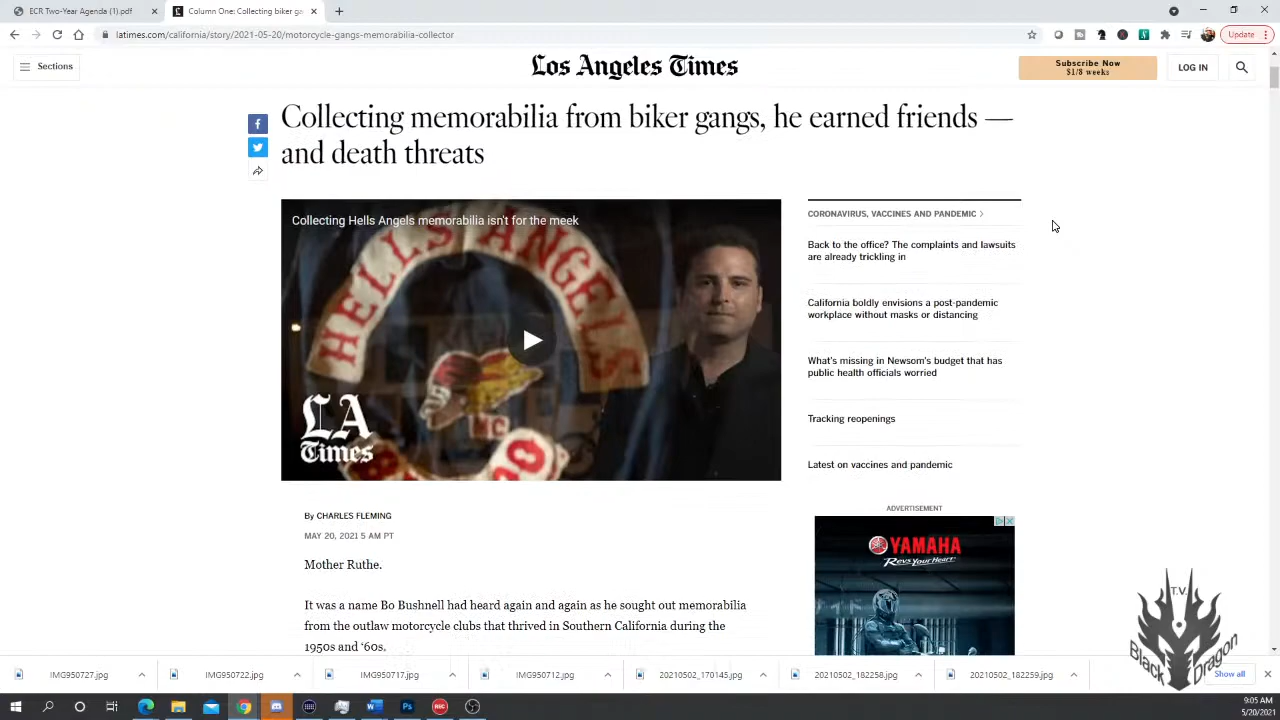 ECR Two-Year Agenda (1).pdf
Column One: Collecting biker ga
latimes.com/california/story/2021-05-20/motorcycle-gangs-memorabilia-collector
Update
Sections
Los Angeles Times
Subscribe Now
$1/8 weeks
LOG IN
Collecting memorabilia from biker gangs, he earned friends —
and death threats
Collecting Hells Angels memorabilia isn't for the meek
HELLS ANGELS
MC
LA
Times
CORONAVIRUS, VACCINES AND PANDEMIC >
Back to the office? The complaints and lawsuits
are already trickling in
California boldly envisions a post-pandemic
workplace without masks or distancing
What's missing in Newsom's budget that has
public health officials worried
Tracking reopenings
Latest on vaccines and pandemic
ADVERTISEMENT
YAMAHA
Revs Your Heart
By CHARLES FLEMING
MAY 20, 2021 5 AM PT
Mother Ruthe.
It was a name Bo Bushnell had heard again and again as he sought out memorabilia
from the outlaw motorcycle clubs that thrived in Southern California during the
1950s and '60s.
T.V.
Black Dragon
IMG950727.jpg
IMG950722.jpg
IMG950717.jpg
IMG950712.jpg
20210502_170145.jpg
20210502_182258.jpg
20210502_182259.jpg
Show all
REC
9:05 AM
5/20/2021